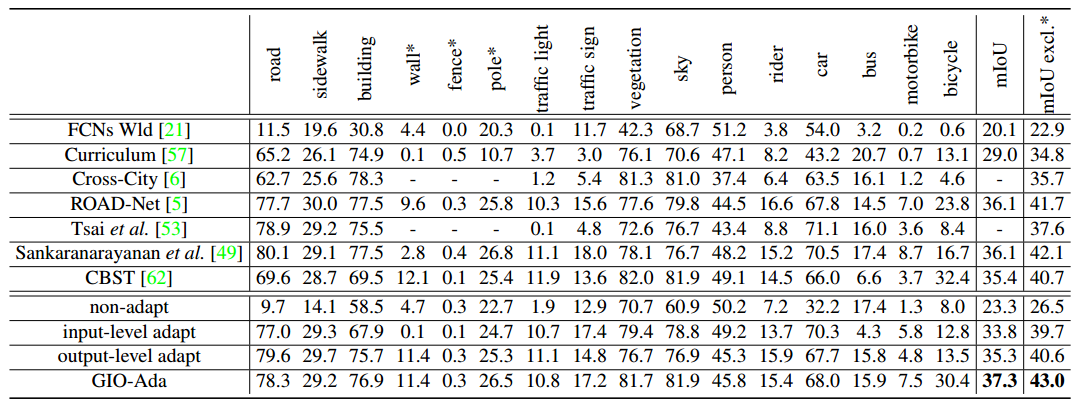 road sidewalk building wall* fence* pole* traffic light traffic sign vegetation sky person rider car bus motorbike bicycle mIoU mIoU excl.*
FCNs Wld [21] 11.5 19.6 30.8 4.4 0.0 20.3 0.1 11.7 42.3 68.7 51.2 3.8 54.0 3.2 0.2 0.6 20.1 22.9
Curriculum [57] 65.2 26.1 74.9 0.1 0.5 10.7 3.7 3.0 76.1 70.6 47.1 8.2 43.2 20.7 0.7 13.1 29.0 34.8
Cross-City [6] 62.7 25.6 78.3 - - - 1.2 5.4 81.3 81.0 37.4 6.4 63.5 16.1 1.2 4.6 - 35.7
ROAD-Net [5] 77.7 30.0 77.5 9.6 0.3 25.8 10.3 15.6 77.6 79.8 44.5 16.6 67.8 14.5 7.0 23.8 36.1 41.7
Tsai et al. [53] 78.9 29.2 75.5 - - - 0.1 4.8 72.6 76.7 43.4 8.8 71.1 16.0 3.6 8.4 - 37.6
Sankaranarayanan et al. [49] 80.1 29.1 77.5 2.8 0.4 26.8 11.1 18.0 78.1 76.7 48.2 15.2 70.5 17.4 8.7 16.7 36.1 42.1
CBST [62] 69.6 28.7 69.5 12.1 0.1 25.4 11.9 13.6 82.0 81.9 49.1 14.5 66.0 6.6 3.7 32.4 35.4 40.7
non-adapt 9.7 14.1 58.5 4.7 0.3 22.7 1.9 12.9 70.7 60.9 50.2 7.2 32.2 17.4 1.3 8.0 23.3 26.5
input-level adapt 77.0 29.3 67.9 0.1 0.1 24.7 10.7 17.4 79.4 78.8 49.2 13.7 70.3 4.3 5.8 12.8 33.8 39.7
output-level adapt 79.6 29.7 75.7 11.4 0.3 25.3 11.1 14.8 76.7 76.9 45.3 15.9 67.7 15.8 4.8 13.5 35.3 40.6
GIO-Ada 78.3 29.2 76.9 11.4 0.3 26.5 10.8 17.2 81.7 81.9 45.8 15.4 68.0 15.9 7.5 30.4 37.3 43.0